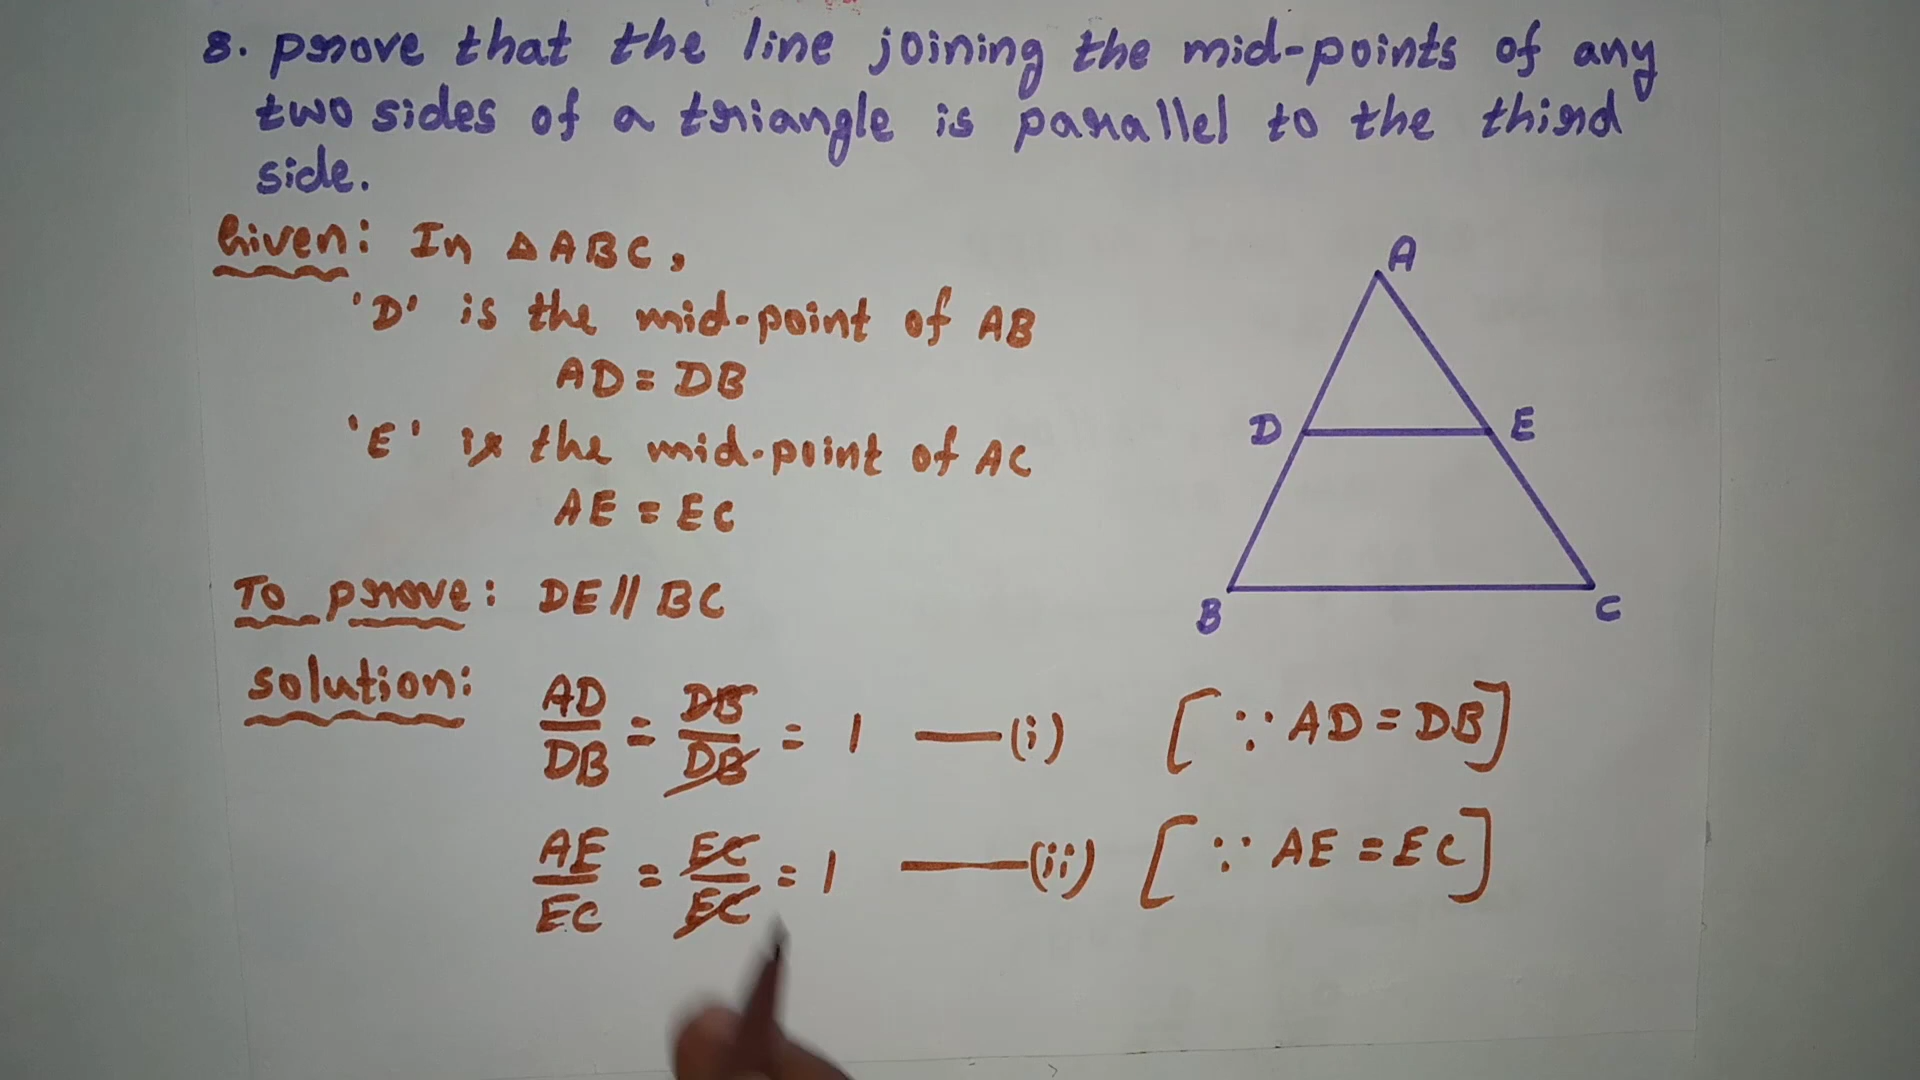 8. prove that the line joining the mid-points of any
two sides of a triangle is parallel to the third
side.
Given: In △ABC,
'D' is the mid-point of AB
AD = DB
'E' is the mid-point of AC
AE = EC
To prove: DE // BC
solution: AD/DB = DB/DB = 1 —(i) [∵ AD = DB]
AE/EC = EC/EC = 1 —(ii) [∵ AE = EC]
A
D E
B C